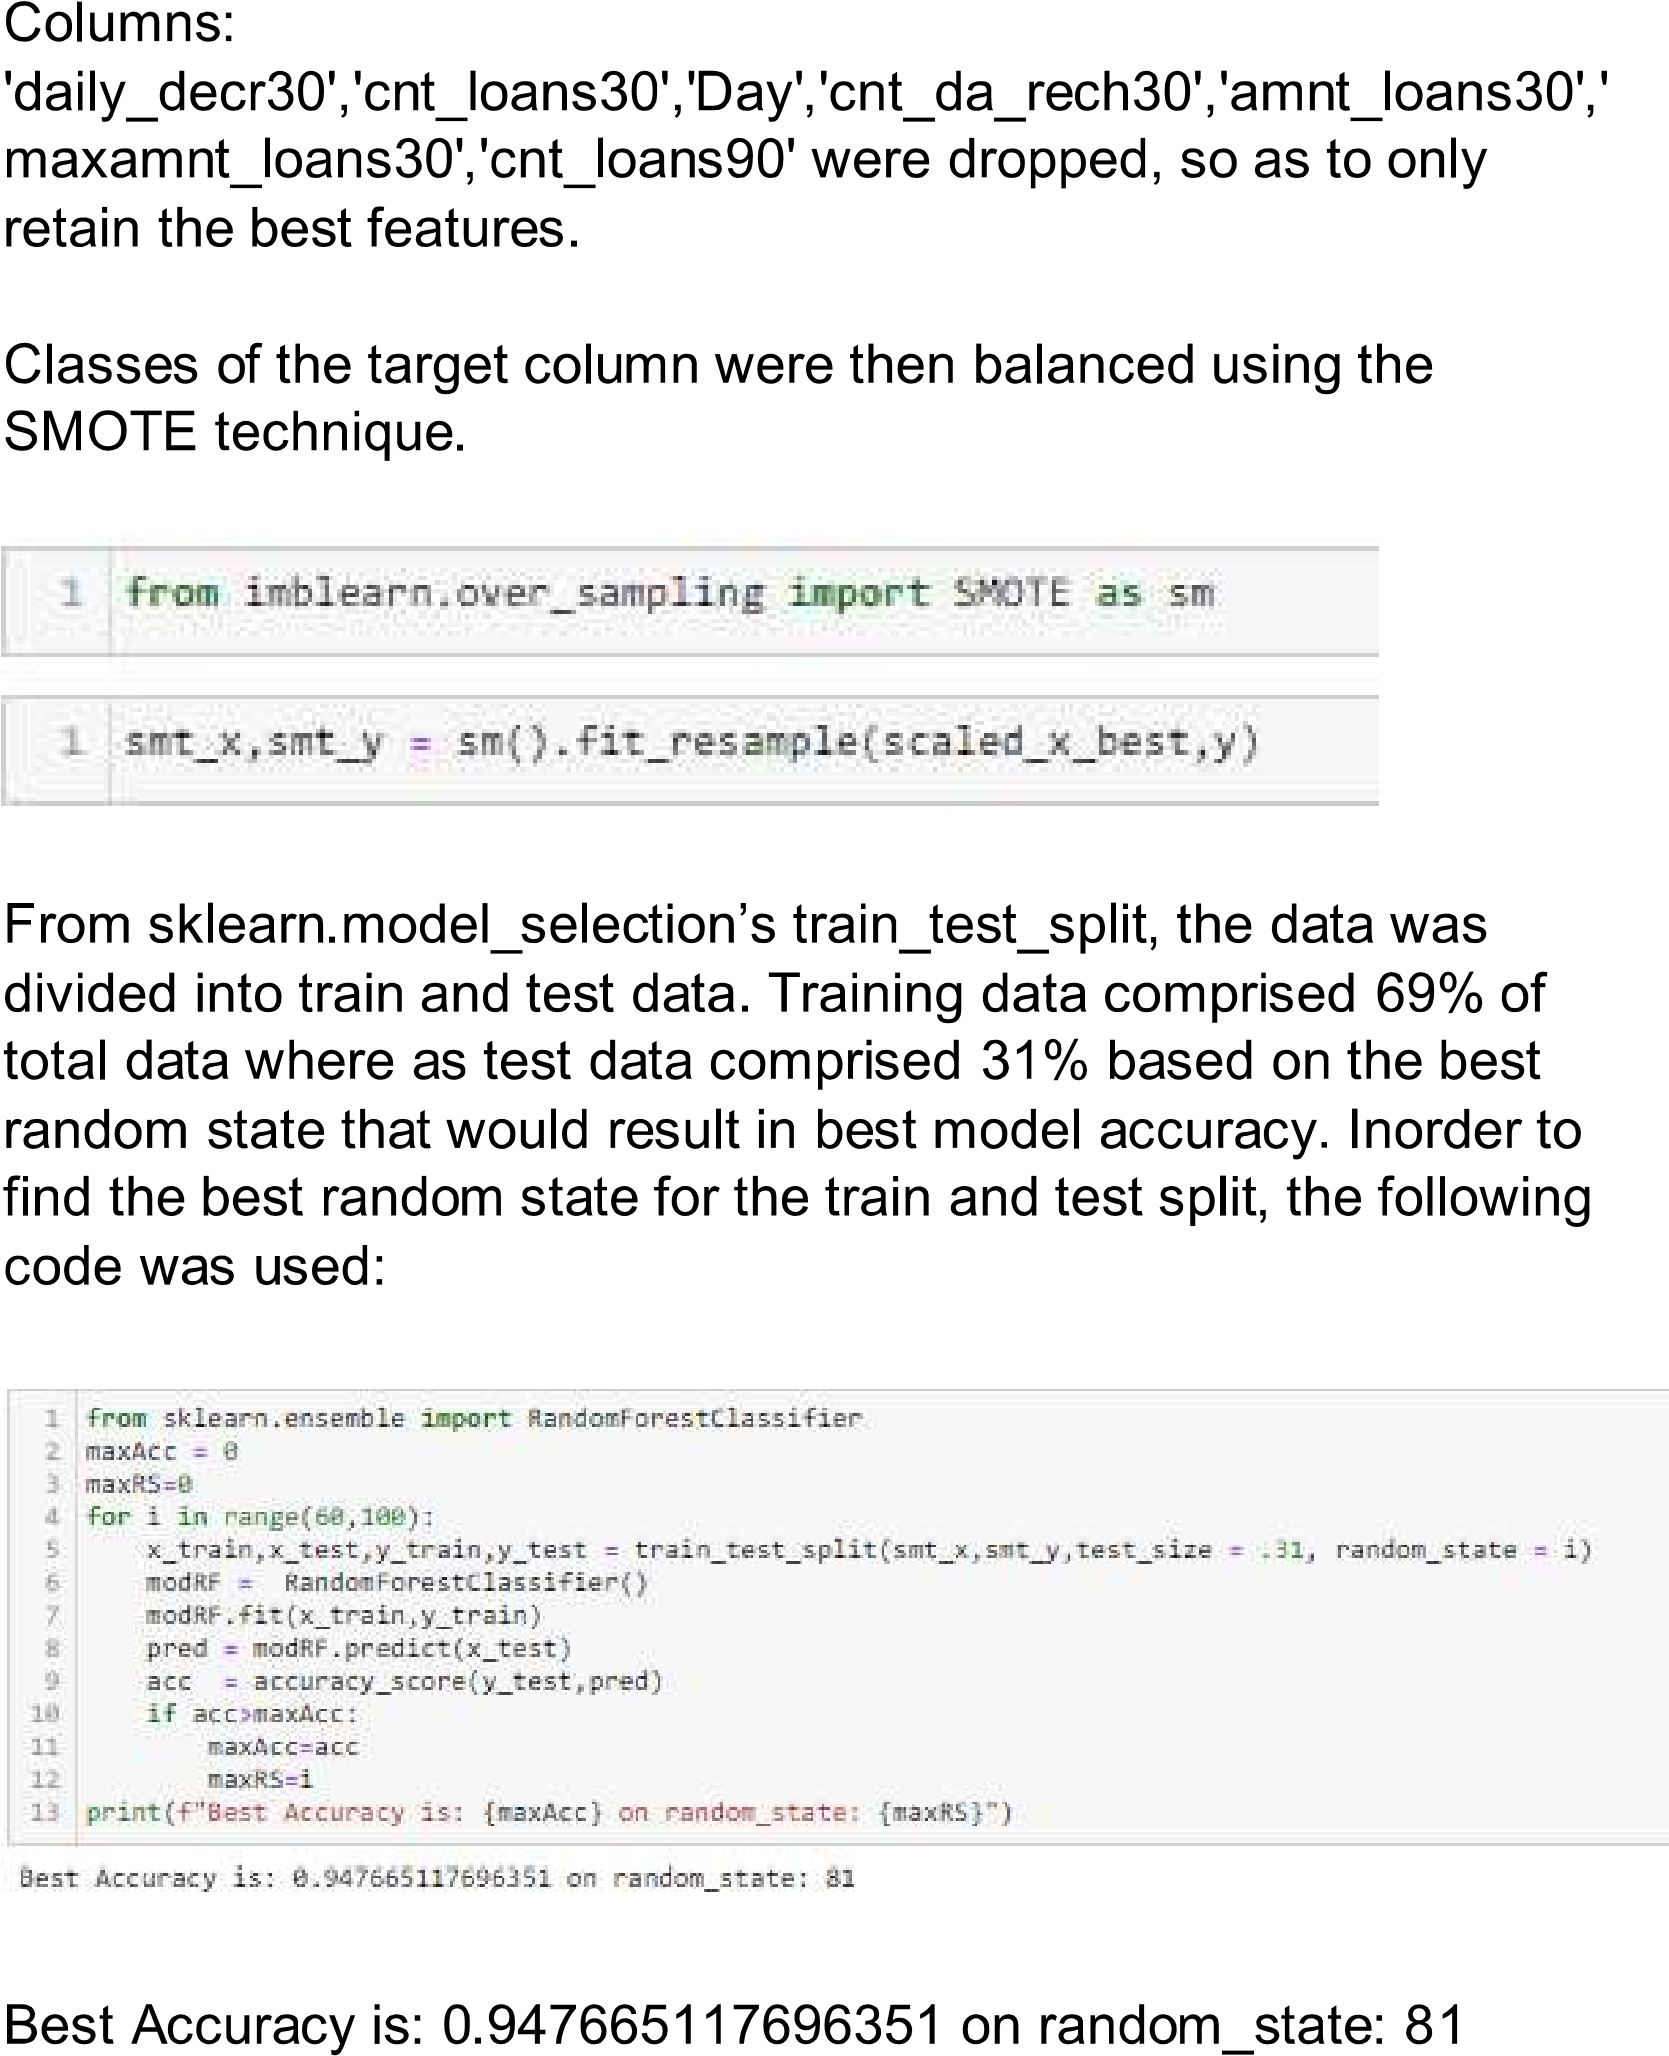 Columns:
'daily_decr30','cnt_loans30','Day','cnt_da_rech30','amnt_loans30','
maxamnt_loans30','cnt_loans90' were dropped, so as to only
retain the best features.
Classes of the target column were then balanced using the
SMOTE technique.
1 from imblearn.over_sampling import SMOTE as sm
1 smt_x,smt_y = sm().fit_resample(scaled_x_best,y)
From sklearn.model_selection’s train_test_split, the data was
divided into train and test data. Training data comprised 69% of
total data where as test data comprised 31% based on the best
random state that would result in best model accuracy. Inorder to
find the best random state for the train and test split, the following
code was used:
1 from sklearn.ensemble import RandomForestClassifier
2 maxAcc = 0
3 maxRS=0
4 for i in range(60,100):
5     x_train,x_test,y_train,y_test = train_test_split(smt_x,smt_y,test_size = .31, random_state = i)
6     modRF =  RandomForestClassifier()
7     modRF.fit(x_train,y_train)
8     pred = modRF.predict(x_test)
9     acc  = accuracy_score(y_test,pred)
10     if acc>maxAcc:
11         maxAcc=acc
12         maxRS=i
13 print(f"Best Accuracy is: {maxAcc} on random_state: {maxRS}")
Best Accuracy is: 0.947665117696351 on random_state: 81
Best Accuracy is: 0.947665117696351 on random_state: 81